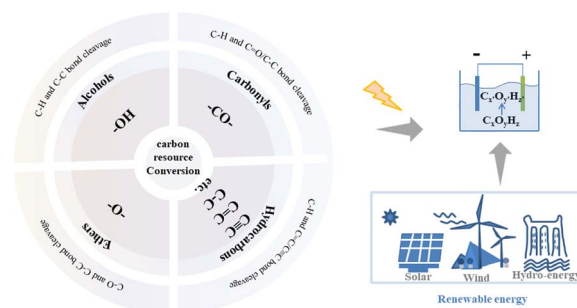 C-H and C-C bond cleavage
C-H and C=O/C-C bond cleavage
Alcohols
Carbonyls
-OH
-CO-
carbon
resource
Conversion
-O-
etc.
C-C
C=C
C≡C
Ethers
Hydrocarbons
C-O and C-C bond cleavage
C-H and C=C/C≡C bond cleavage
- +
CxꞏOyꞏHzꞏ
CxOyHz
Solar
Wind
Hydro-energy
Renewable energy